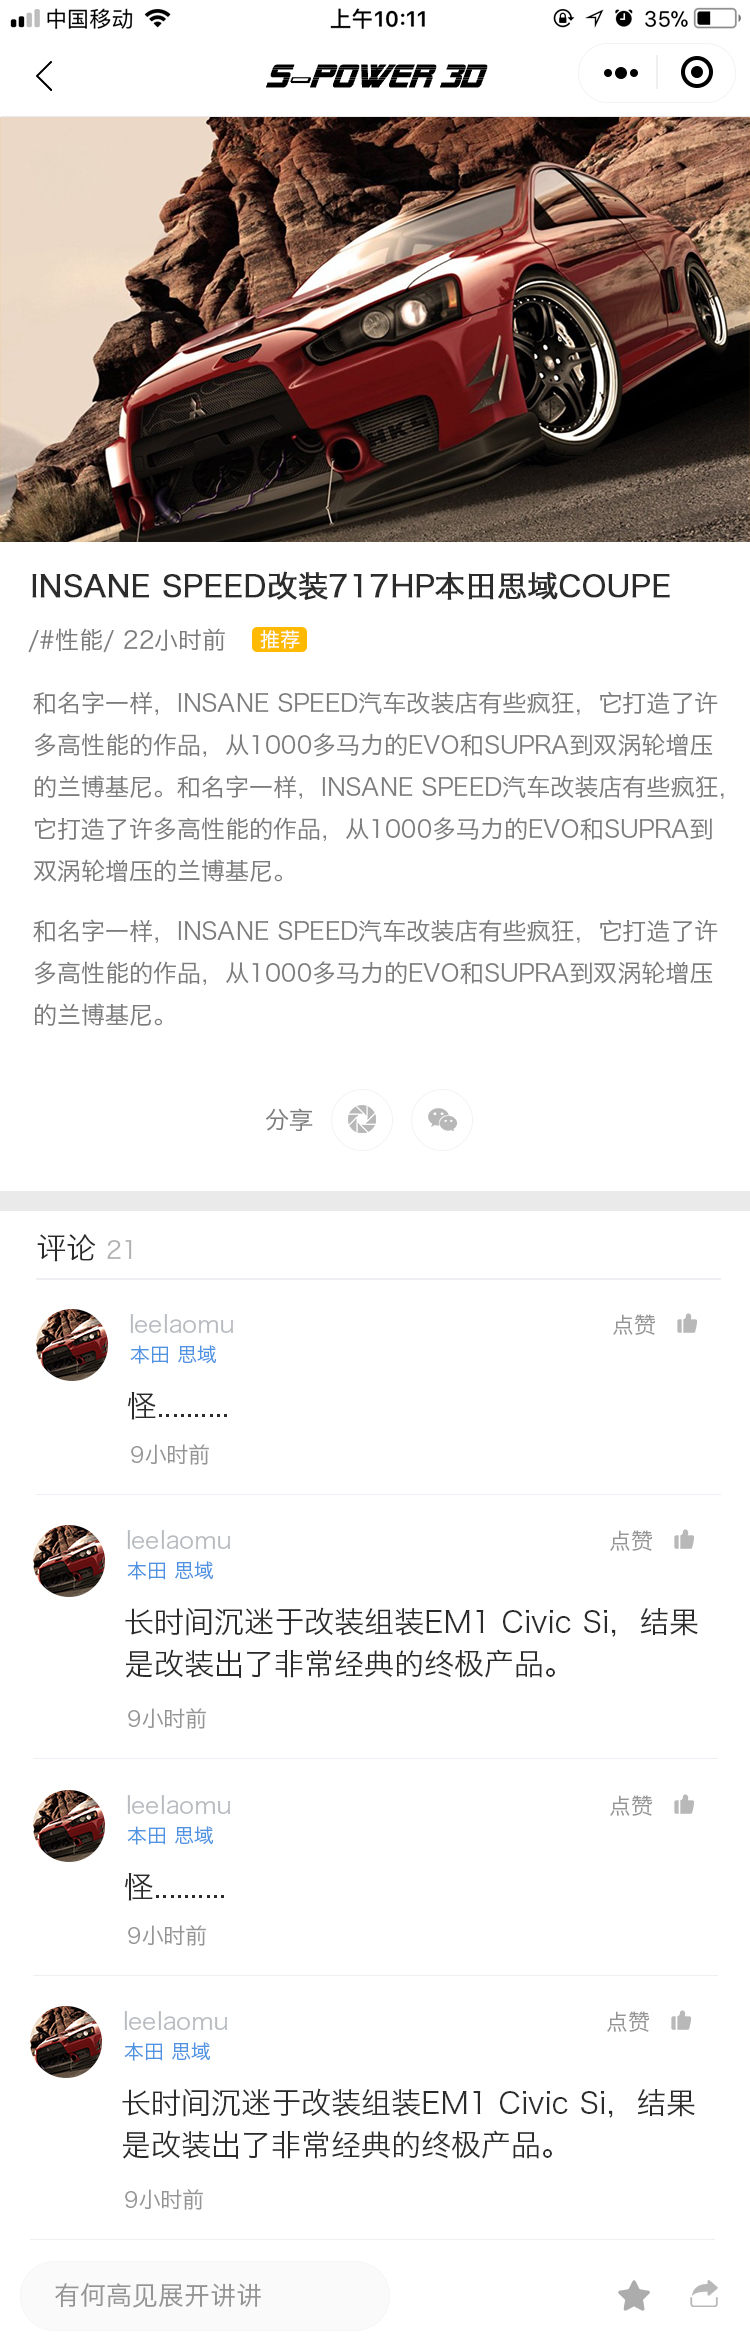 中国移动 上午10:11 35%
S-POWER 3D
HKS
INSANE SPEED改装717HP本田思域COUPE
/#性能/ 22小时前 推荐
和名字一样，INSANE SPEED汽车改装店有些疯狂，它打造了许
多高性能的作品，从1000多马力的EVO和SUPRA到双涡轮增压
的兰博基尼。和名字一样，INSANE SPEED汽车改装店有些疯狂，
它打造了许多高性能的作品，从1000多马力的EVO和SUPRA到
双涡轮增压的兰博基尼。
和名字一样，INSANE SPEED汽车改装店有些疯狂，它打造了许
多高性能的作品，从1000多马力的EVO和SUPRA到双涡轮增压
的兰博基尼。
分享
评论 21
leelaomu 点赞
本田 思域
怪..........
9小时前
leelaomu 点赞
本田 思域
长时间沉迷于改装组装EM1 Civic Si，结果
是改装出了非常经典的终极产品。
9小时前
leelaomu 点赞
本田 思域
怪..........
9小时前
leelaomu 点赞
本田 思域
长时间沉迷于改装组装EM1 Civic Si，结果
是改装出了非常经典的终极产品。
9小时前
有何高见展开讲讲